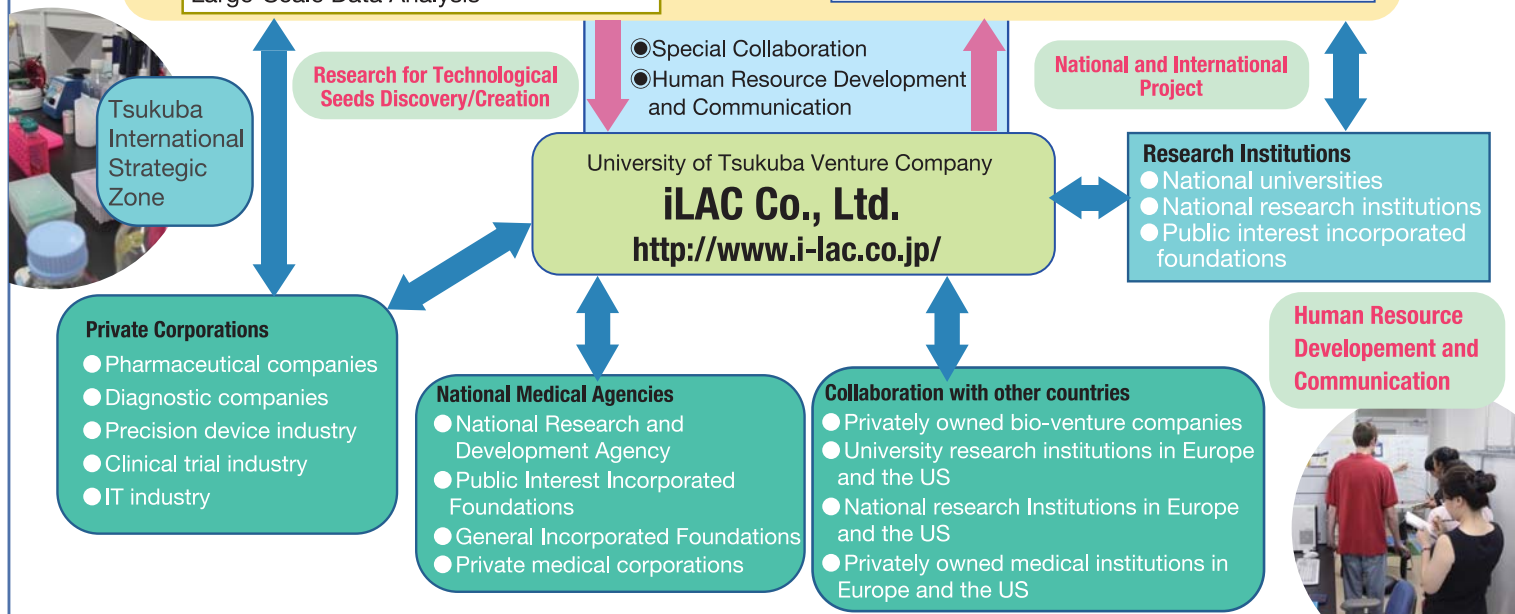 Large-Scale Data Analysis
◉Special Collaboration
◉Human Resource Development
and Communication
Research for Technological
Seeds Discovery/Creation
National and International
Project
Tsukuba
International
Strategic
Zone
University of Tsukuba Venture Company
iLAC Co., Ltd.
http://www.i-lac.co.jp/
Research Institutions
●National universities
●National research institutions
●Public interest incorporated
foundations
Private Corporations
●Pharmaceutical companies
●Diagnostic companies
●Precision device industry
●Clinical trial industry
●IT industry
National Medical Agencies
●National Research and
Development Agency
●Public Interest Incorporated
Foundations
●General Incorporated Foundations
●Private medical corporations
Collaboration with other countries
●Privately owned bio-venture companies
●University research institutions in Europe
and the US
●National research Institutions in Europe
and the US
●Privately owned medical institutions in
Europe and the US
Human Resource
Developement and
Communication